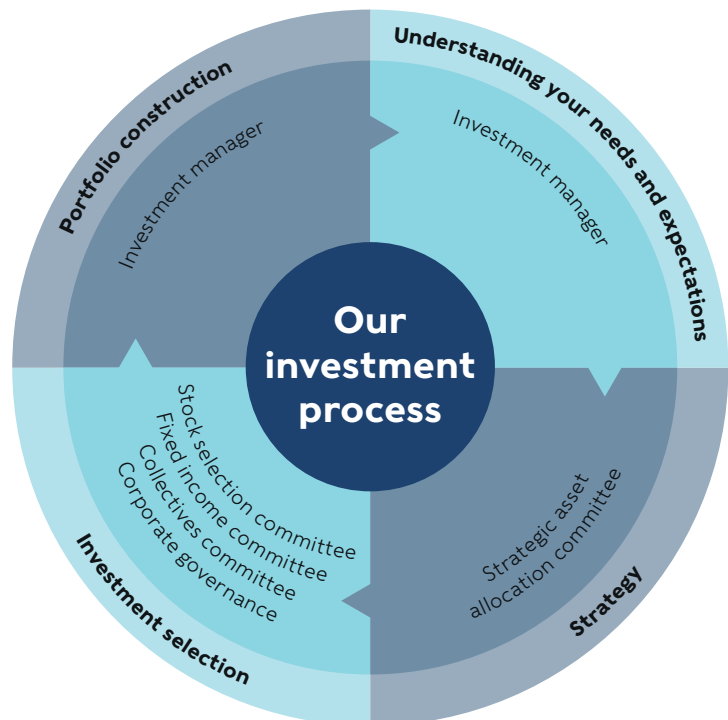 Our
investment
process
Understanding your needs and expectations
Investment manager
Strategy
Strategic asset
allocation committee
Investment selection
Stock selection committee
Fixed income committee
Collectives committee
Corporate governance
Portfolio construction
Investment manager